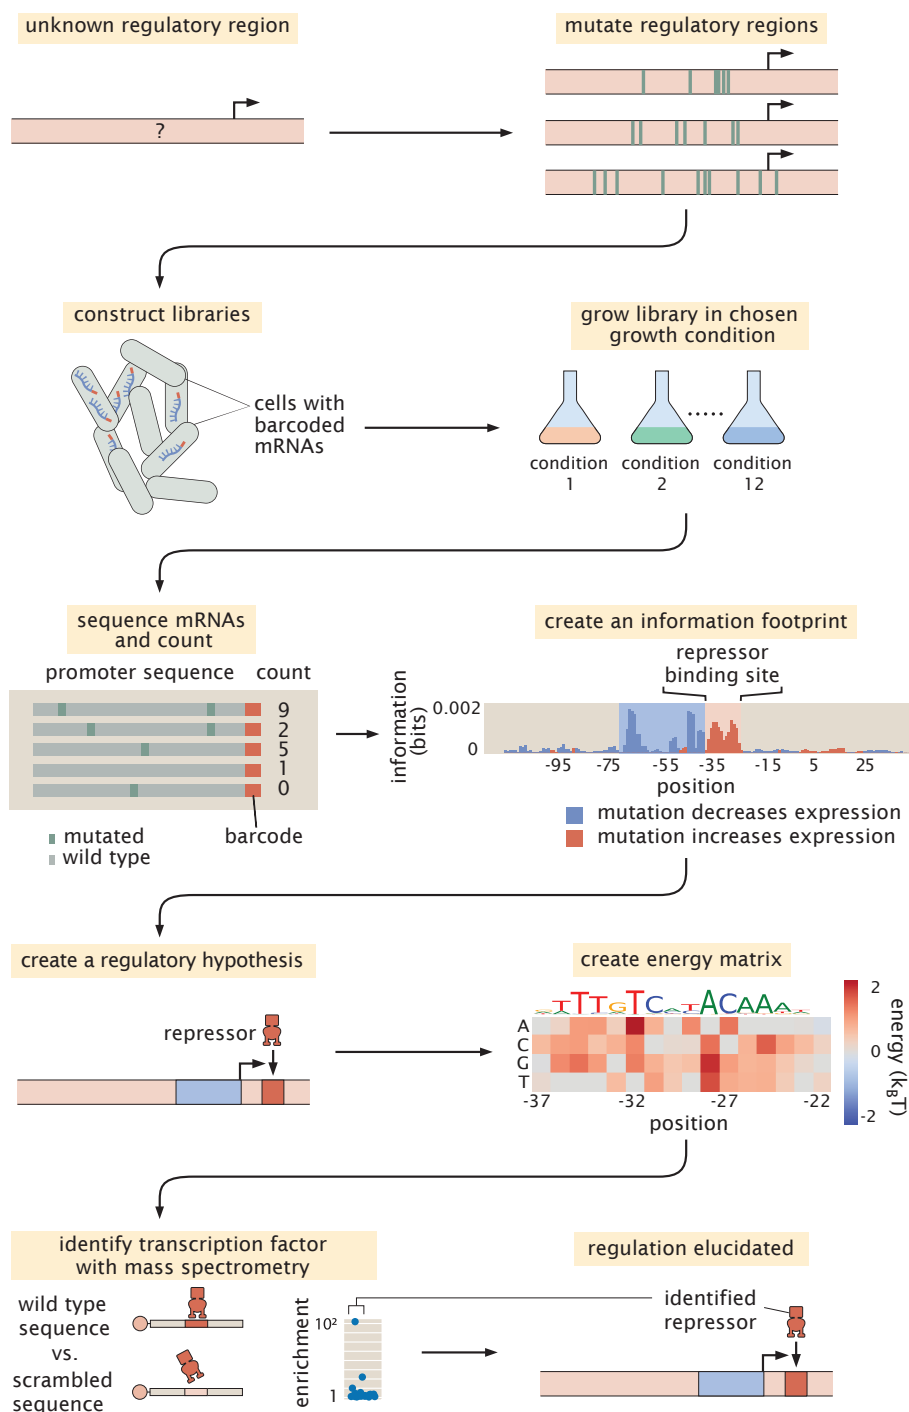 unknown regulatory region
mutate regulatory regions
?
construct libraries
cells with
barcoded
mRNAs
grow library in chosen
growth condition
condition
1
condition
2
.....
condition
12
sequence mRNAs
and count
promoter sequence
count
9
2
5
1
0
mutated
wild type
barcode
create an information footprint
repressor
binding site
information
(bits)
0.002
0
-95 -75 -55 -35 -15 5 25
position
mutation decreases expression
mutation increases expression
create a regulatory hypothesis
repressor
create energy matrix
TTTGTCATACAAA
A
C
G
T
-37 -32 -27 -22
position
2
0
-2
energy (kBT)
identify transcription factor
with mass spectrometry
wild type
sequence
vs.
scrambled
sequence
enrichment
10²
1
regulation elucidated
identified
repressor